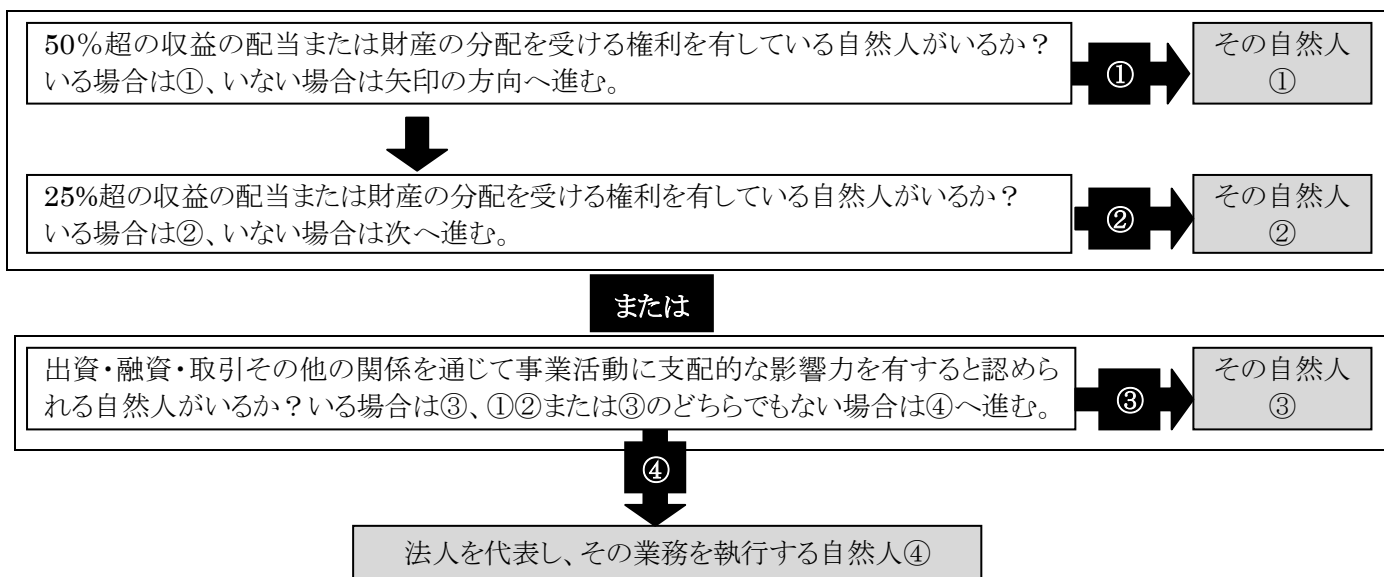 50%超の収益の配当または財産の分配を受ける権利を有している自然人がいるか?
いる場合は①、いない場合は矢印の方向へ進む。
①
その自然人
①
25%超の収益の配当または財産の分配を受ける権利を有している自然人がいるか?
いる場合は②、いない場合は次へ進む。
②
その自然人
②
または
出資・融資・取引その他の関係を通じて事業活動に支配的な影響力を有すると認めら
れる自然人がいるか?いる場合は③、①②または③のどちらでもない場合は④へ進む。
③
その自然人
③
④
法人を代表し、その業務を執行する自然人④